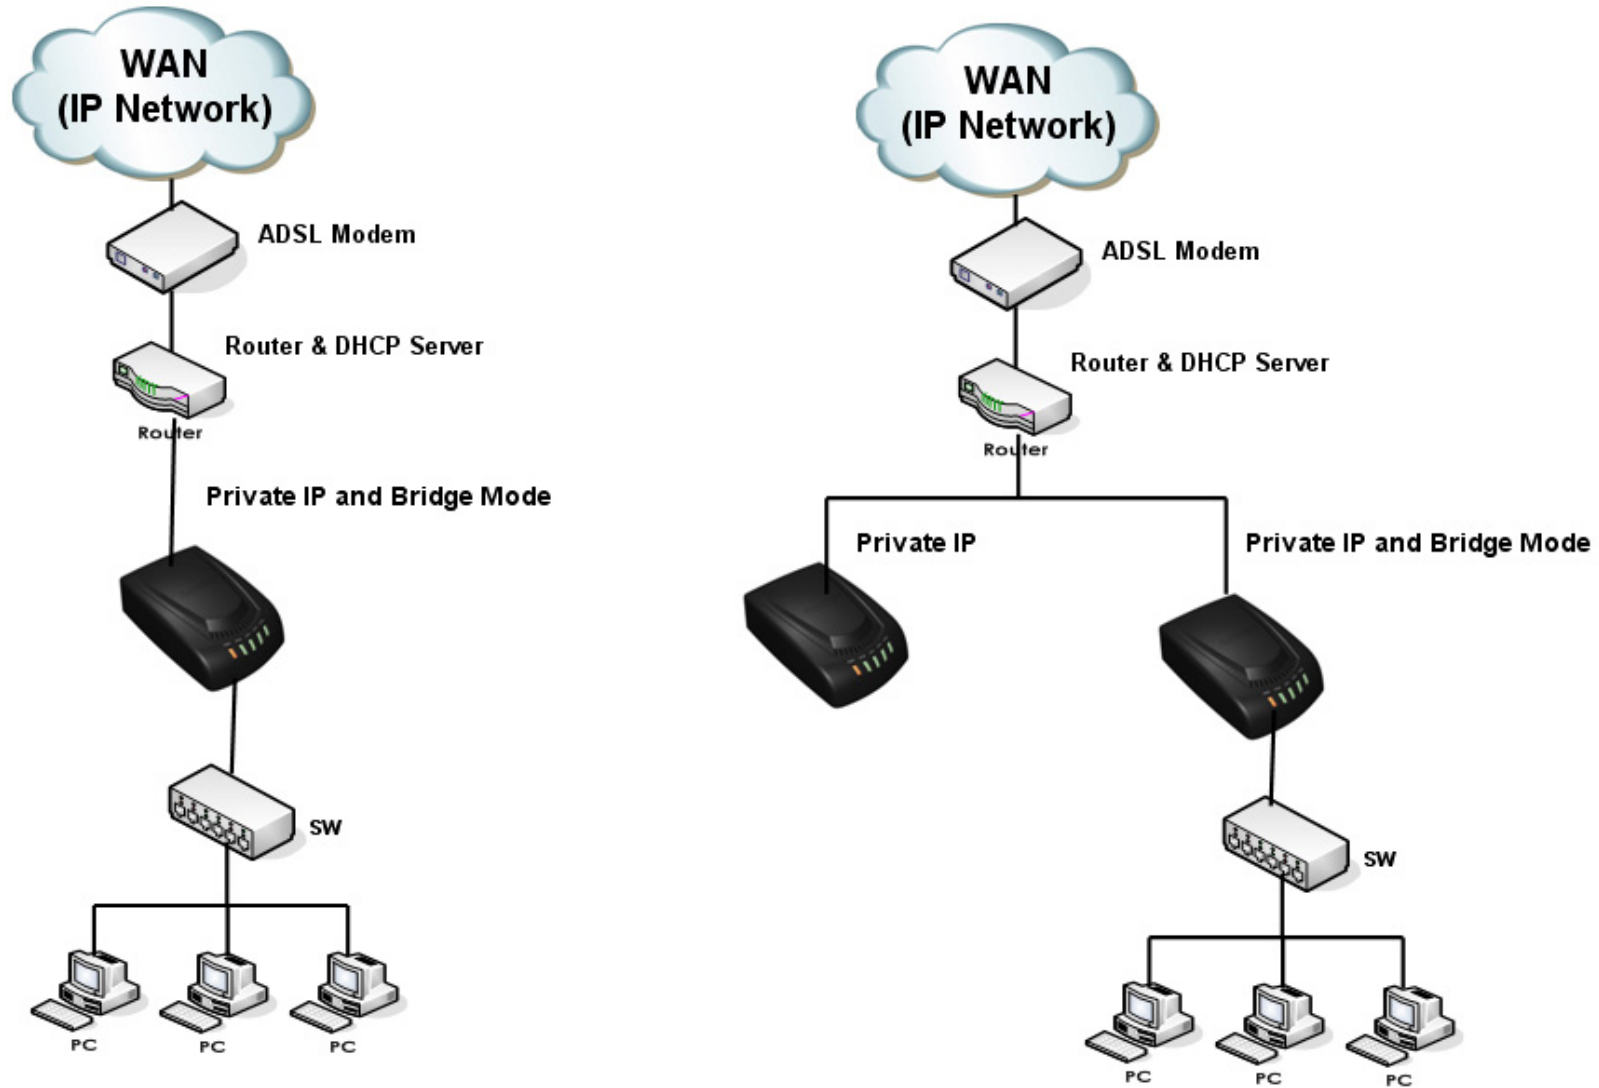 WAN
(IP Network)
ADSL Modem
Router & DHCP Server
Router
Private IP and Bridge Mode
SW
PC
PC
PC
WAN
(IP Network)
ADSL Modem
Router & DHCP Server
Router
Private IP
Private IP and Bridge Mode
SW
PC
PC
PC